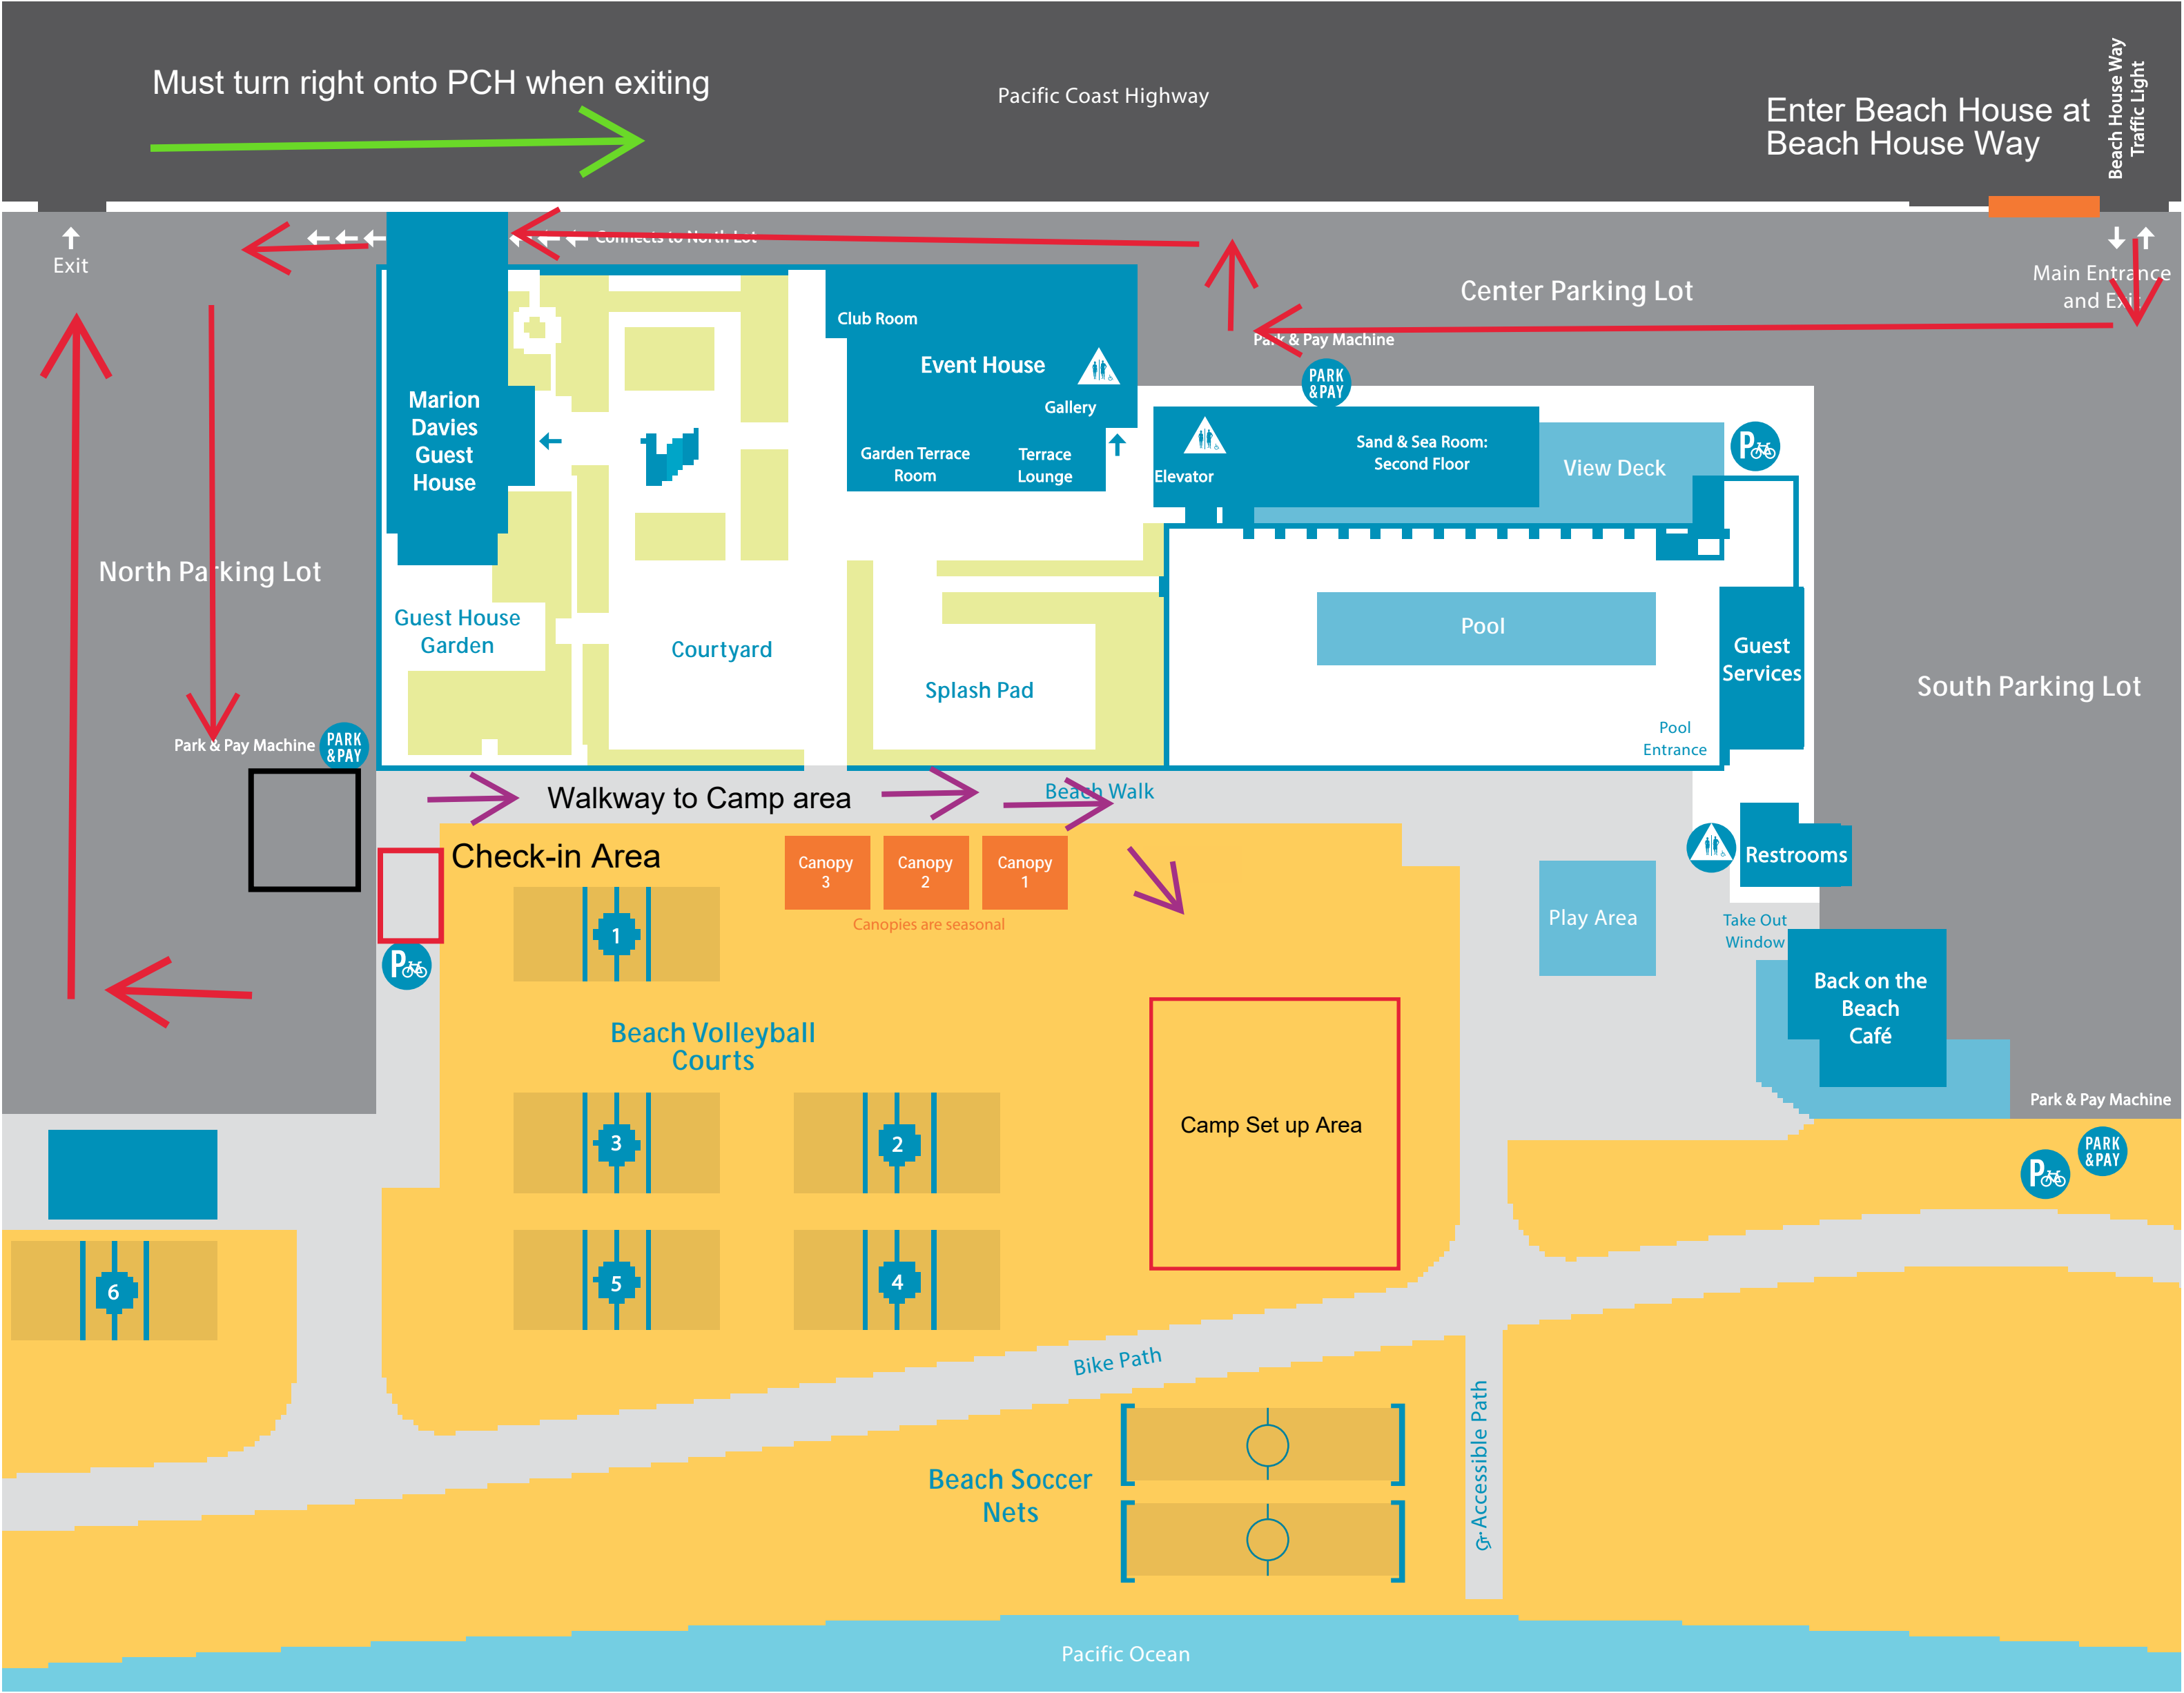 Must turn right onto PCH when exiting
Pacific Coast Highway
Enter Beach House at
Beach House Way
Beach House Way
Traffic Light
Exit
Connects to North Lot
Center Parking Lot
Main Entrance
and Exit
Park & Pay Machine
PARK
&PAY
Club Room
Event House
Gallery
Garden Terrace
Room
Terrace
Lounge
Marion
Davies
Guest
House
Elevator
Sand & Sea Room:
Second Floor
View Deck
P
North Parking Lot
Guest House
Garden
Courtyard
Splash Pad
Pool
Guest
Services
Pool
Entrance
South Parking Lot
Park & Pay Machine
PARK
&PAY
Walkway to Camp area
Beach Walk
Check-in Area
Canopy
3
Canopy
2
Canopy
1
Canopies are seasonal
Restrooms
Play Area
Take Out
Window
Back on the
Beach
Café
P
1
Beach Volleyball
Courts
3
2
Camp Set up Area
5
4
6
Park & Pay Machine
PARK
&PAY
P
Bike Path
Accessible Path
Beach Soccer
Nets
Pacific Ocean